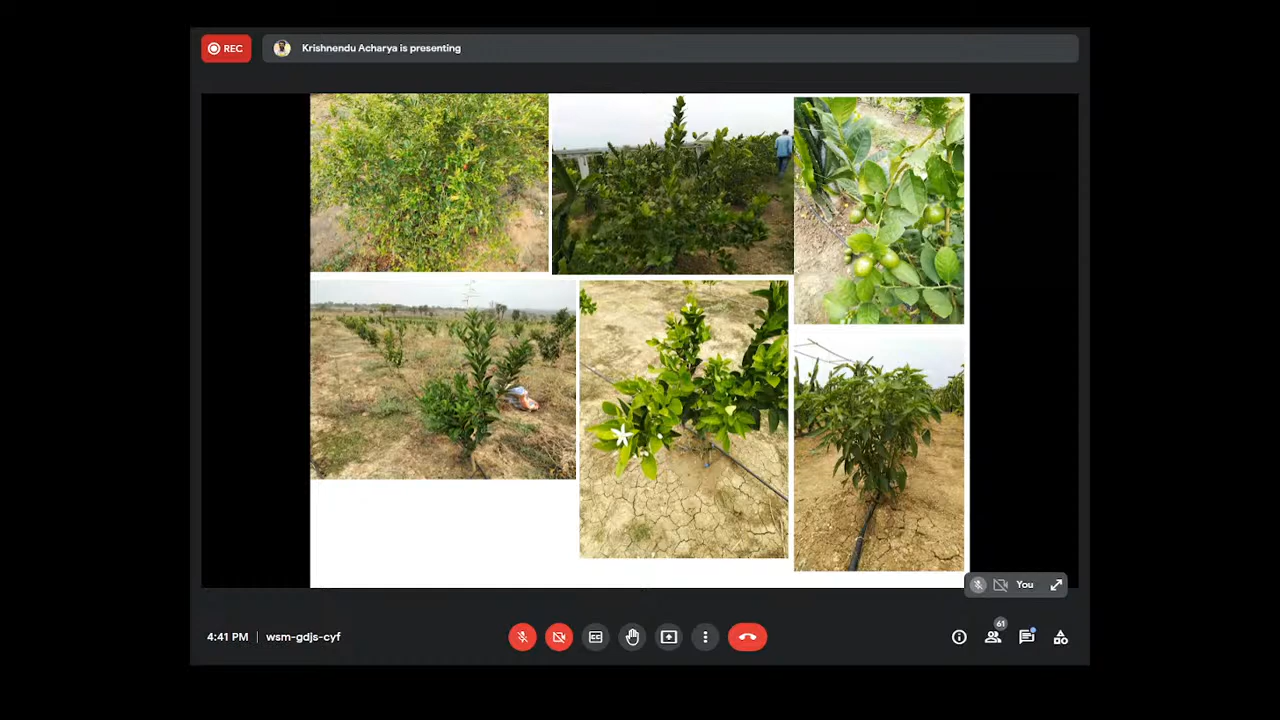 REC
Krishnendu Acharya is presenting
You
4:41 PM | wsm-gdjs-cyf
61